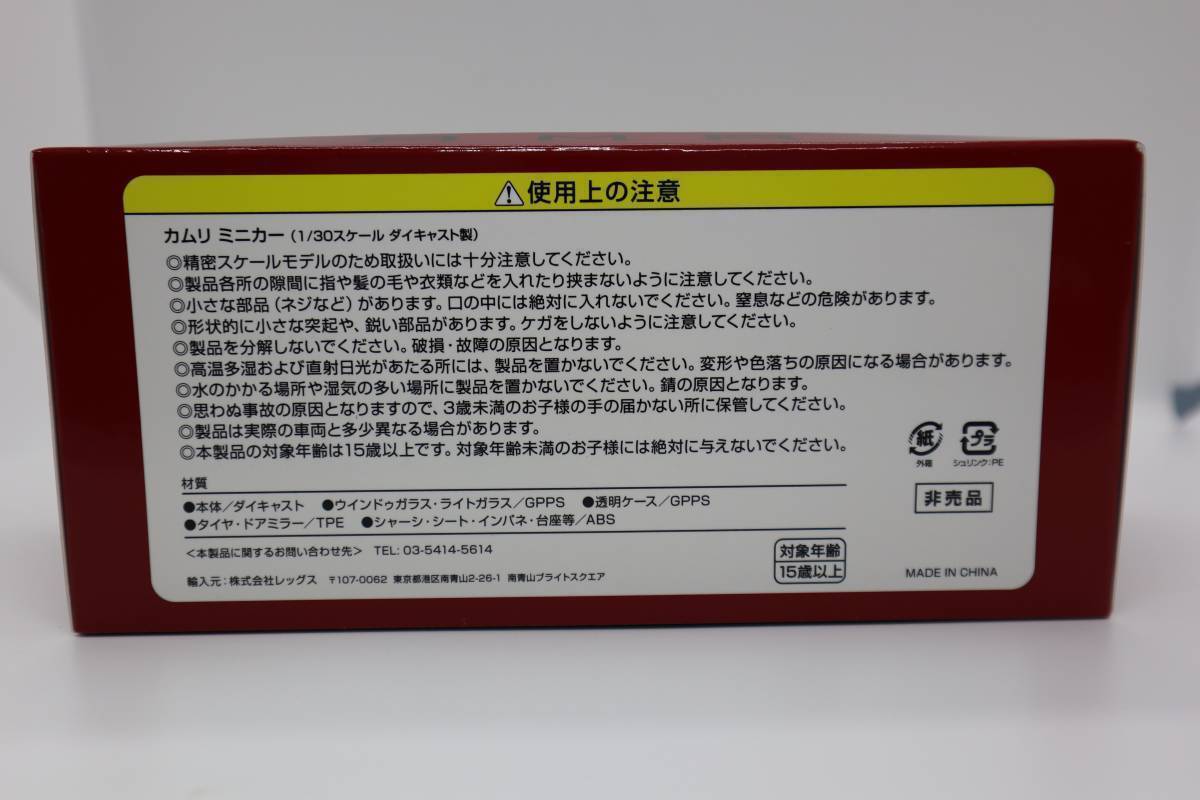 使用上の注意
カムリ ミニカー（1/30スケール ダイキャスト製）
◎精密スケールモデルのため取扱いには十分注意してください。
◎製品各所の隙間に指や髪の毛や衣類などを入れたり挟まないように注意してください。
◎小さな部品（ネジなど）があります。口の中には絶対に入れないでください。窒息などの危険があります。
◎形状的に小さな突起や、鋭い部品があります。ケガをしないように注意してください。
◎製品を分解しないでください。破損・故障の原因となります。
◎高温多湿および直射日光があたる所には、製品を置かないでください。変形や色落ちの原因になる場合があります。
◎水のかかる場所や湿気の多い場所に製品を置かないでください。錆の原因となります。
◎思わぬ事故の原因となりますので、3歳未満のお子様の手の届かない所に保管してください。
◎製品は実際の車両と多少異なる場合があります。
◎本製品の対象年齢は15歳以上です。対象年齢未満のお子様には絶対に与えないでください。
紙 プラ
外箱 シュリンク：PE
非売品
材質
●本体／ダイキャスト ●ウインドゥガラス・ライトガラス／GPPS ●透明ケース／GPPS
●タイヤ・ドアミラー／TPE ●シャーシ・シート・インパネ・台座等／ABS
＜本製品に関するお問い合わせ先＞ TEL: 03-5414-5614
輸入元：株式会社レッグス 〒107-0062 東京都港区南青山2-26-1 南青山ブライトスクエア
対象年齢
15歳以上
MADE IN CHINA